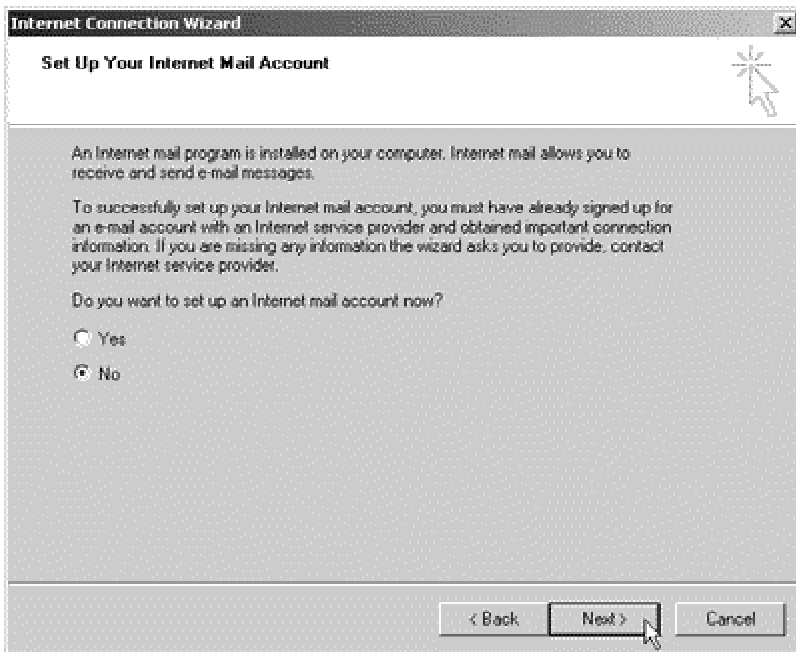 Internet Connection Wizard
Set Up Your Internet Mail Account
An Internet mail program is installed on your computer. Internet mail allows you to
receive and send e-mail messages.
To successfully set up your Internet mail account, you must have already signed up for
an e-mail account with an Internet service provider and obtained important connection
information. If you are missing any information the wizard asks you to provide, contact
your Internet service provider.
Do you want to set up an Internet mail account now?
Yes
No
< Back Next > Cancel